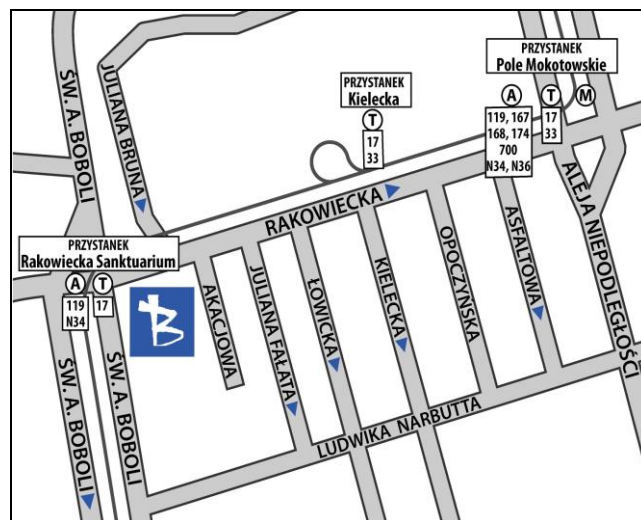 PRZYSTANEK
Pole Mokotowskie
A T M
119, 167
168, 174
700
N34, N36
17
33
PRZYSTANEK
Kielecka
T
17
33
ŚW. A. BOBOLI
JULIANA BRUNA
RAKOWIECKA
PRZYSTANEK
Rakowiecka Sanktuarium
A T
119
N34
17
B
ŚW. A. BOBOLI
ŚW. A. BOBOLI
AKACJOWA
JULIANA FAŁATA
ŁOWICKA
KIELECKA
OPOCZYŃSKA
ASFALTOWA
ALEJA NIEPODLEGŁOŚCI
LUDWIKA NARBUTTA